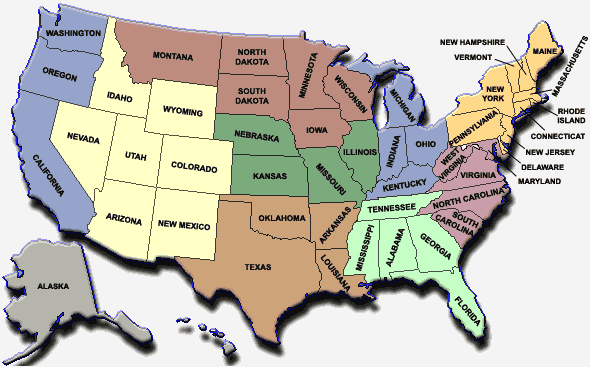 WASHINGTON
OREGON
CALIFORNIA
IDAHO
NEVADA
UTAH
ARIZONA
MONTANA
WYOMING
COLORADO
NEW MEXICO
NORTH
DAKOTA
SOUTH
DAKOTA
NEBRASKA
KANSAS
OKLAHOMA
TEXAS
MINNESOTA
IOWA
MISSOURI
ARKANSAS
LOUISIANA
WISCONSIN
ILLINOIS
MICHIGAN
INDIANA
OHIO
KENTUCKY
TENNESSEE
MISSISSIPPI
ALABAMA
GEORGIA
FLORIDA
SOUTH
CAROLINA
NORTH CAROLINA
VIRGINIA
WEST
VIRGINIA
PENNSYLVANIA
NEW
YORK
NEW HAMPSHIRE
VERMONT
MAINE
MASSACHUSETTS
RHODE
ISLAND
CONNECTICAT
NEW JERSEY
DELAWARE
MARYLAND
ALASKA